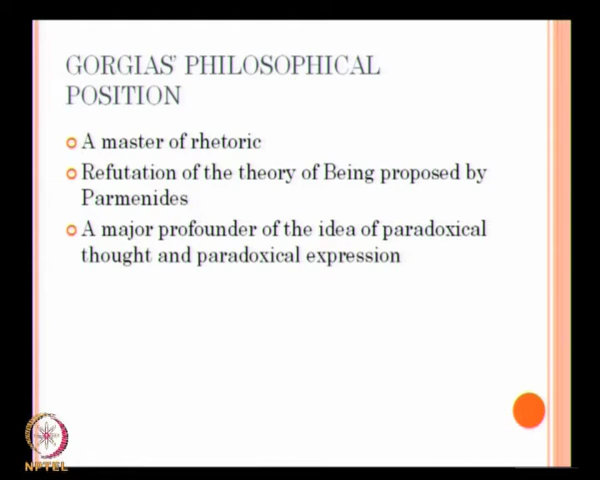 GORGIAS' PHILOSOPHICAL
POSITION
A master of rhetoric
Refutation of the theory of Being proposed by
Parmenides
A major profounder of the idea of paradoxical
thought and paradoxical expression
NPTEL